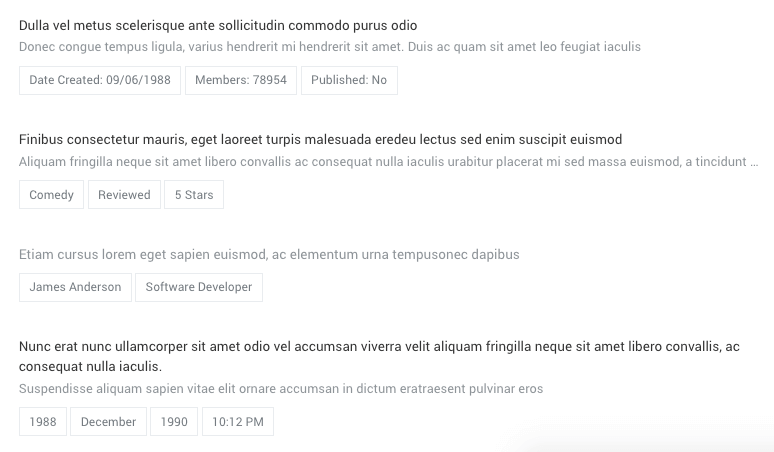 Dulla vel metus scelerisque ante sollicitudin commodo purus odio
Donec congue tempus ligula, varius hendrerit mi hendrerit sit amet. Duis ac quam sit amet leo feugiat iaculis
Date Created: 09/06/1988 Members: 78954 Published: No
Finibus consectetur mauris, eget laoreet turpis malesuada eredeu lectus sed enim suscipit euismod
Aliquam fringilla neque sit amet libero convallis ac consequat nulla iaculis urabitur placerat mi sed massa euismod, a tincidunt ...
Comedy Reviewed 5 Stars
Etiam cursus lorem eget sapien euismod, ac elementum urna tempusonec dapibus
James Anderson Software Developer
Nunc erat nunc ullamcorper sit amet odio vel accumsan viverra velit aliquam fringilla neque sit amet libero convallis, ac
consequat nulla iaculis.
Suspendisse aliquam sapien vitae elit ornare accumsan in dictum eratraesent pulvinar eros
1988 December 1990 10:12 PM